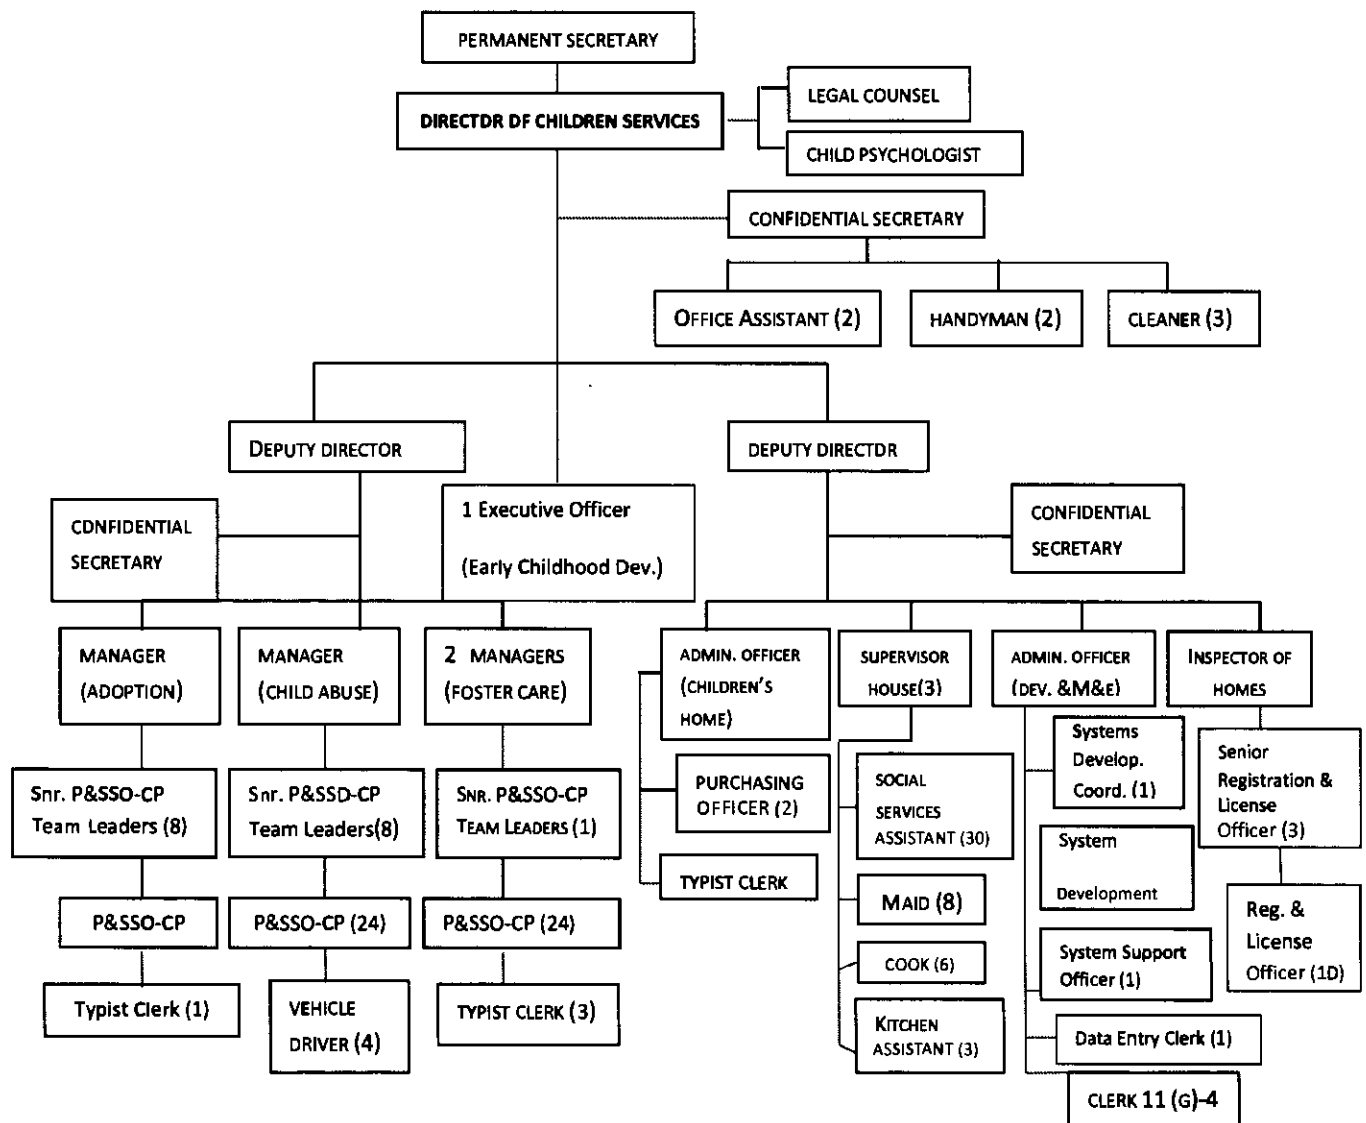 PERMANENT SECRETARY
DIRECTDR DF CHILDREN SERVICES
LEGAL COUNSEL
CHILD PSYCHOLOGIST
CONFIDENTIAL SECRETARY
OFFICE ASSISTANT (2)
HANDYMAN (2)
CLEANER (3)
DEPUTY DIRECTOR
DEPUTY DIRECTDR
CDNFIDENTIAL
SECRETARY
1 Executive Officer
(Early Childhood Dev.)
CONFIDENTIAL
SECRETARY
MANAGER
(ADOPTION)
MANAGER
(CHILD ABUSE)
2 MANAGERS
(FOSTER CARE)
ADMIN. OFFICER
(CHILDREN'S
HOME)
SUPERVISOR
HOUSE(3)
ADMIN. OFFICER
(DEV. &M&E)
INSPECTOR OF
HOMES
Snr. P&SSO-CP
Team Leaders (8)
Snr. P&SSD-CP
Team Leaders(8)
SNR. P&SSO-CP
TEAM LEADERS (1)
PURCHASING
OFFICER (2)
TYPIST CLERK
SOCIAL
SERVICES
ASSISTANT (30)
MAID (8)
COOK (6)
KITCHEN
ASSISTANT (3)
Systems
Develop.
Coord. (1)
System
Development
System Support
Officer (1)
Data Entry Clerk (1)
CLERK 11 (G)-4
Senior
Registration &
License
Officer (3)
Reg. &
License
Officer (1D)
P&SSO-CP
P&SSO-CP (24)
P&SSO-CP (24)
Typist Clerk (1)
VEHICLE
DRIVER (4)
TYPIST CLERK (3)